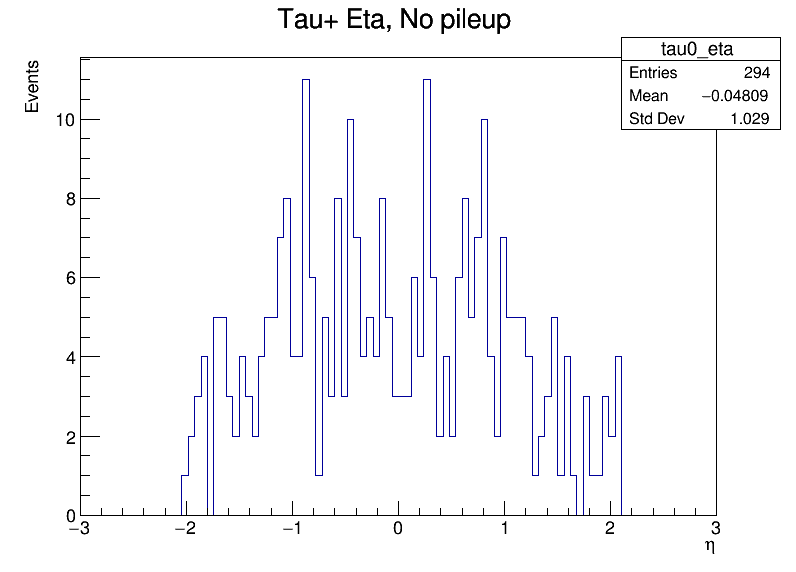 Tau+ Eta, No pileup
tau0_eta
Entries 294
Mean −0.04809
Std Dev 1.029
Events
10
8
6
4
2
0
−3 −2 −1 0 1 2 3
η